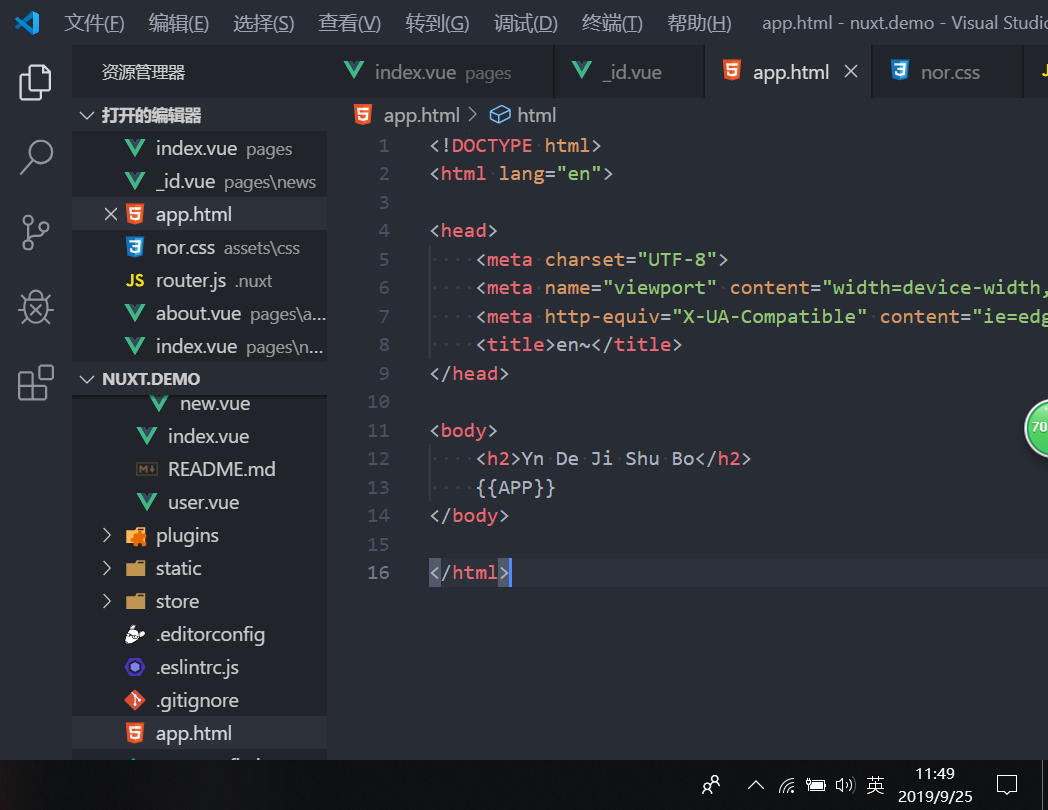 文件(F) 编辑(E) 选择(S) 查看(V) 转到(G) 调试(D) 终端(T) 帮助(H) app.html - nuxt.demo - Visual Studio
资源管理器
index.vue pages _id.vue app.html nor.css
打开的编辑器
index.vue pages
_id.vue pages\news
app.html
nor.css assets\css
JS router.js .nuxt
about.vue pages\a...
index.vue pages\n...
NUXT.DEMO
new.vue
index.vue
README.md
user.vue
plugins
static
store
.editorconfig
.eslintrc.js
.gitignore
app.html
app.html > html
1 <!DOCTYPE html>
2 <html lang="en">
3
4 <head>
5 <meta charset="UTF-8">
6 <meta name="viewport" content="width=device-width,
7 <meta http-equiv="X-UA-Compatible" content="ie=edg
8 <title>en~</title>
9 </head>
10
11 <body>
12 <h2>Yn De Ji Shu Bo</h2>
13 {{APP}}
14 </body>
15
16 </html>
70
英
11:49
2019/9/25